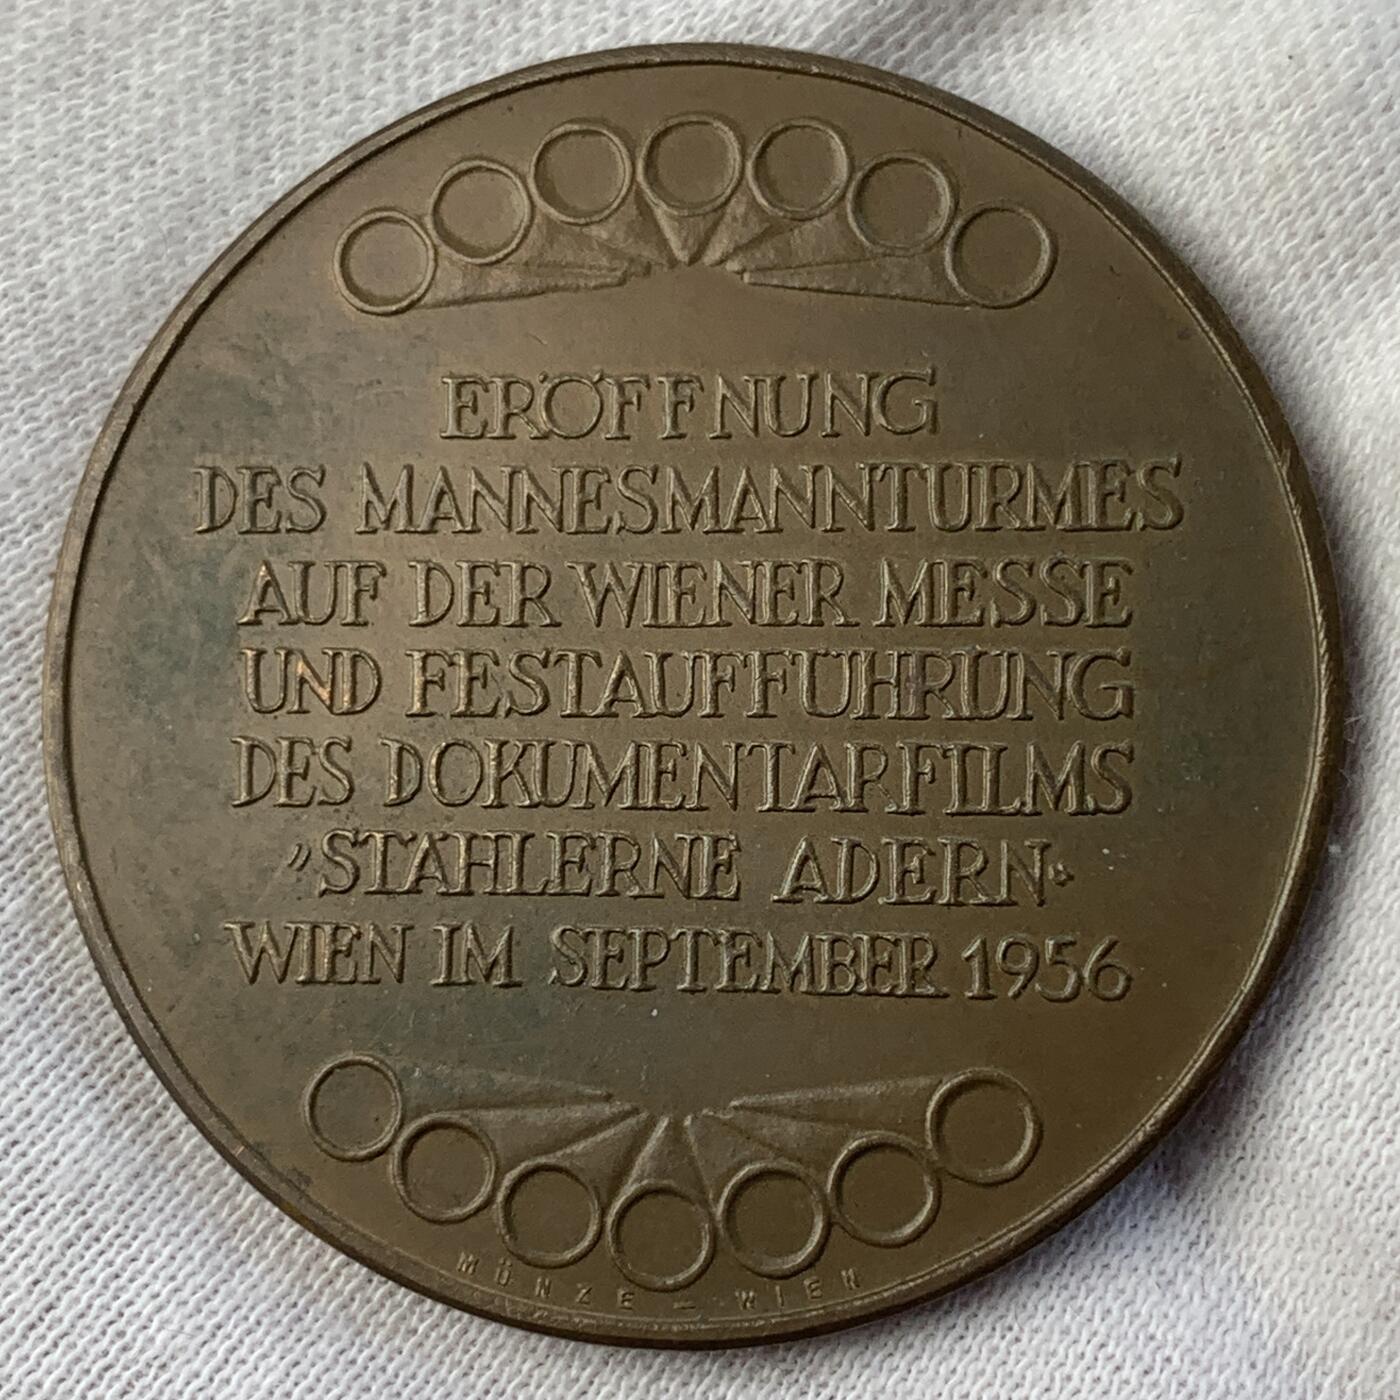 ERÖFFNUNG
DES MANNESMANNTURMES
AUF DER WIENER MESSE
UND FESTAUFFÜHRUNG
DES DOKUMENTARFILMS
„STÄHLERNE ADERN“
WIEN IM SEPTEMBER 1956
MÜNZE – WIEN